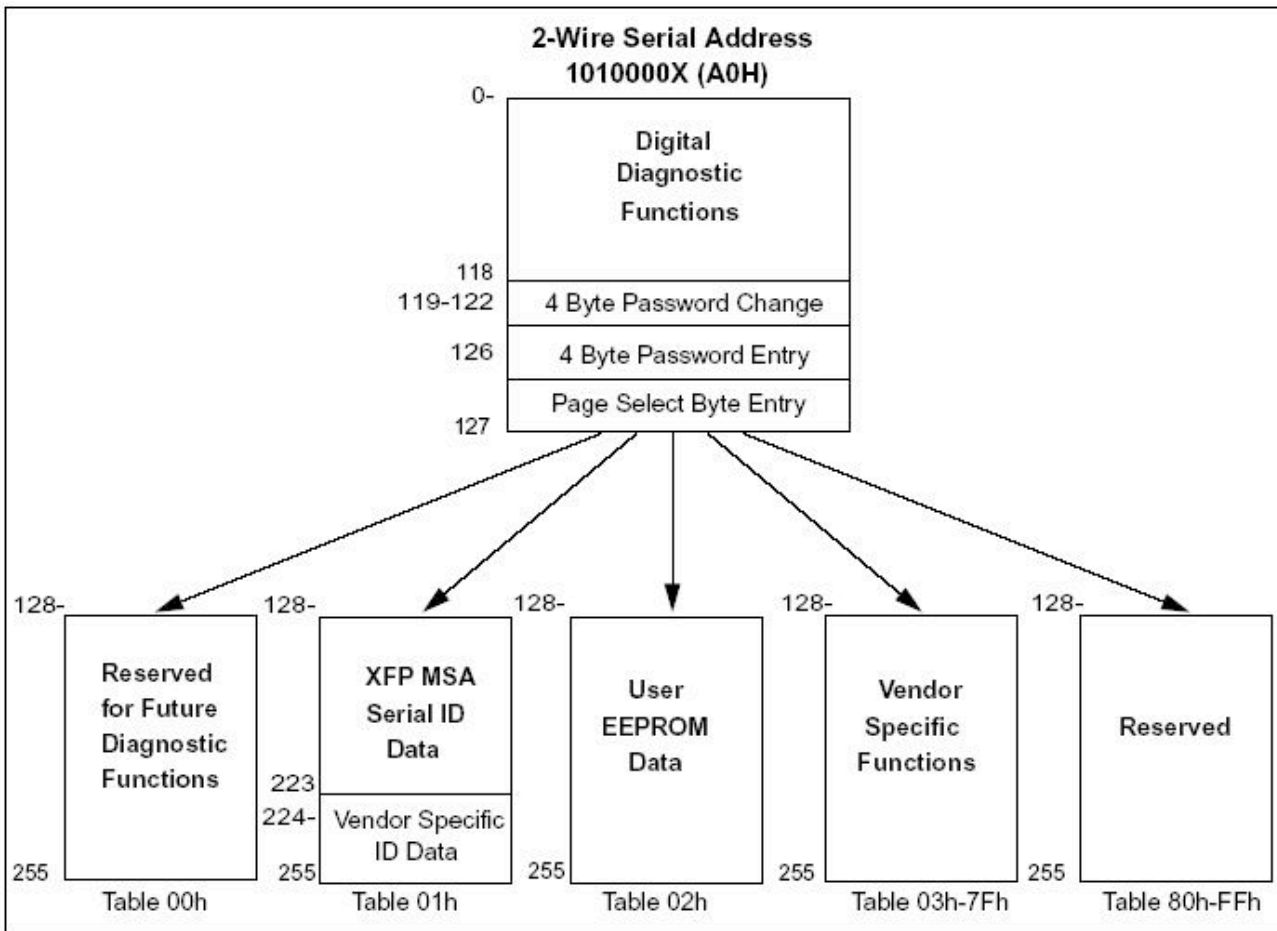 2-Wire Serial Address
1010000X (A0H)
0-
Digital
Diagnostic
Functions
118
119-122
4 Byte Password Change
126
4 Byte Password Entry
Page Select Byte Entry
127
128-
Reserved
for Future
Diagnostic
Functions
255
Table 00h
128-
XFP MSA
Serial ID
Data
223
224-
Vendor Specific
ID Data
255
Table 01h
128-
User
EEPROM
Data
255
Table 02h
128-
Vendor
Specific
Functions
255
Table 03h-7Fh
128-
Reserved
255
Table 80h-FFh